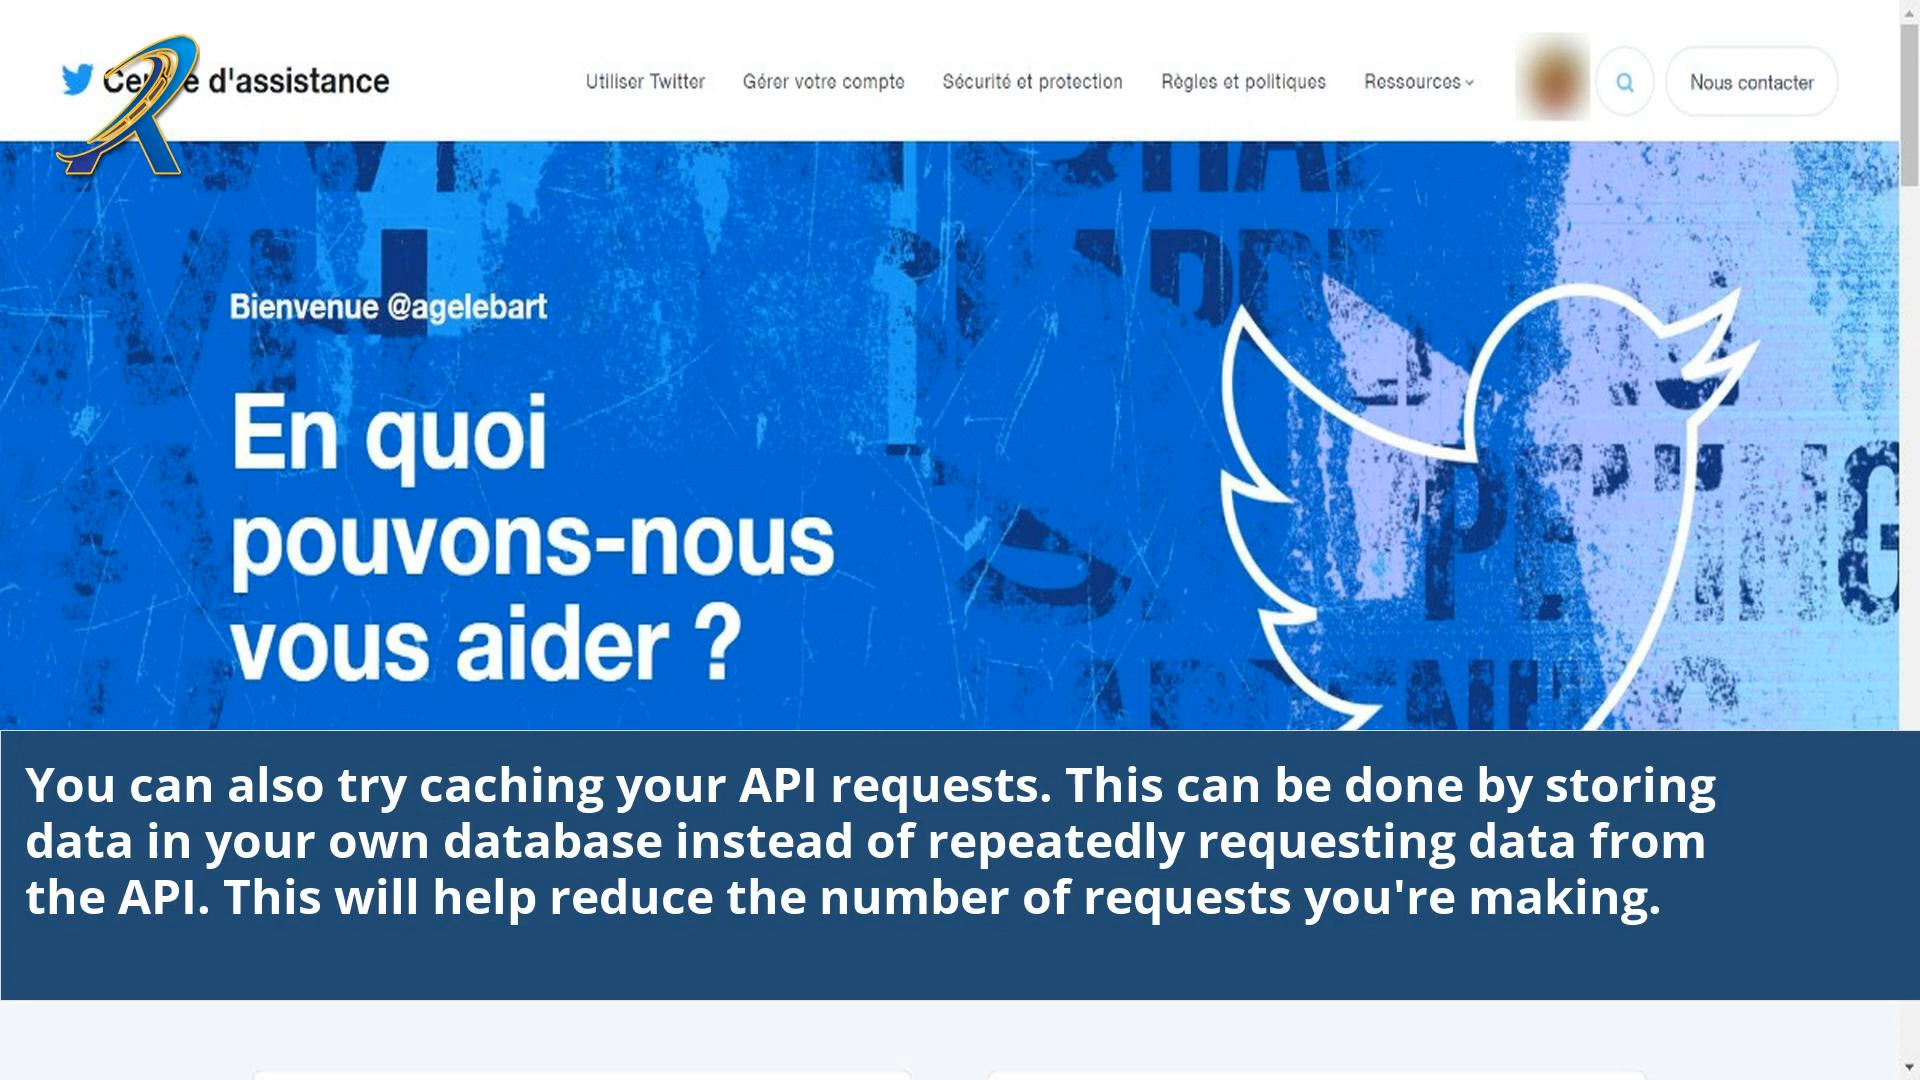 Centre d'assistance
Utiliser Twitter
Gérer votre compte
Sécurité et protection
Règles et politiques
Ressources
Nous contacter
Bienvenue @agelebart
En quoi
pouvons-nous
vous aider ?
You can also try caching your API requests. This can be done by storing
data in your own database instead of repeatedly requesting data from
the API. This will help reduce the number of requests you're making.